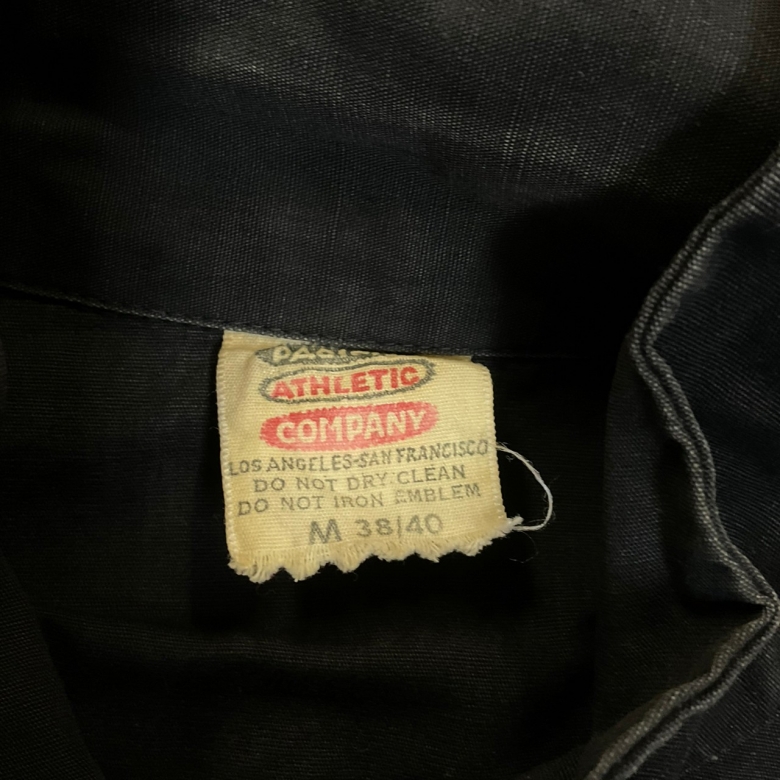 ATHLETIC
COMPANY
LOS ANGELES-SAN FRANCISCO
DO NOT DRY CLEAN
DO NOT IRON EMBLEM
M 38/40